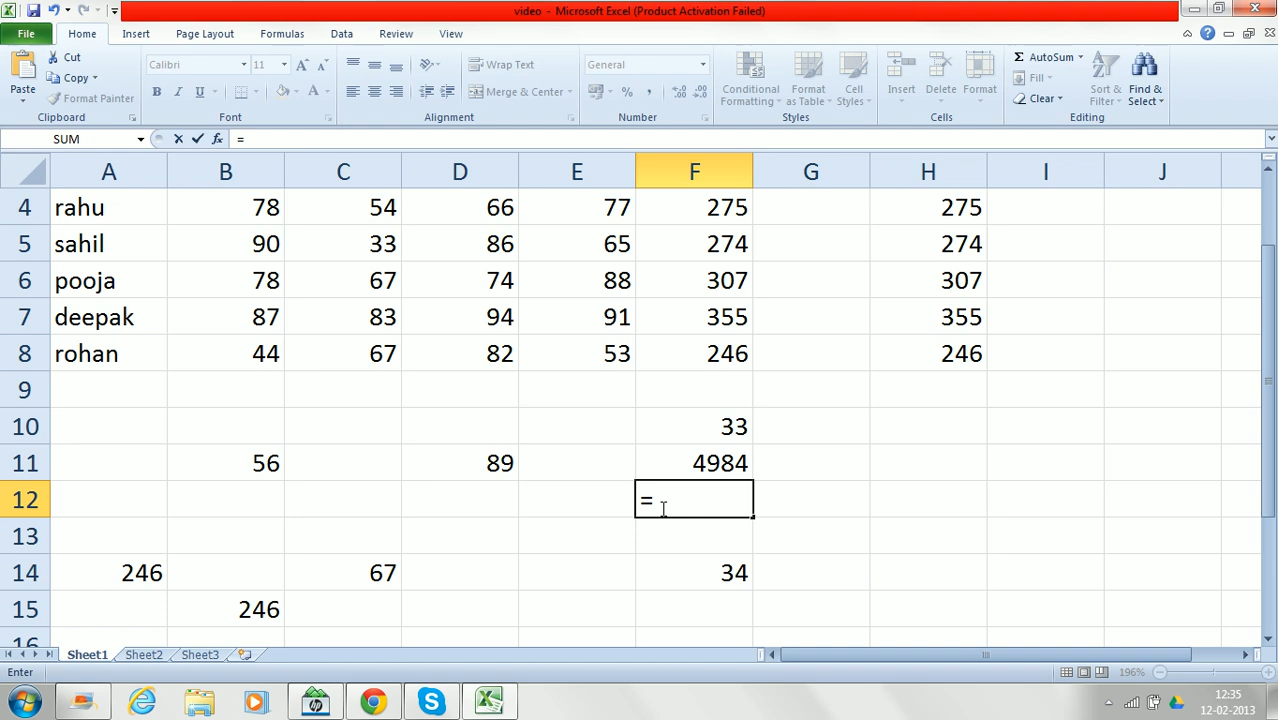 video - Microsoft Excel (Product Activation Failed)
File Home Insert Page Layout Formulas Data Review View
Cut Calibri 11 Wrap Text General AutoSum
Copy Fill
Paste Format Painter Merge & Center Conditional Formatting Format as Table Cell Styles Insert Delete Format Clear Sort & Filter Find & Select
Clipboard Font Alignment Number Styles Cells Editing
SUM fx =
A B C D E F G H I J
4 rahu 78 54 66 77 275 275
5 sahil 90 33 86 65 274 274
6 pooja 78 67 74 88 307 307
7 deepak 87 83 94 91 355 355
8 rohan 44 67 82 53 246 246
9
10 33
11 56 89 4984
12 =
13
14 246 67 34
15 246
16
Sheet1 Sheet2 Sheet3
Enter 196%
12:35
12-02-2013